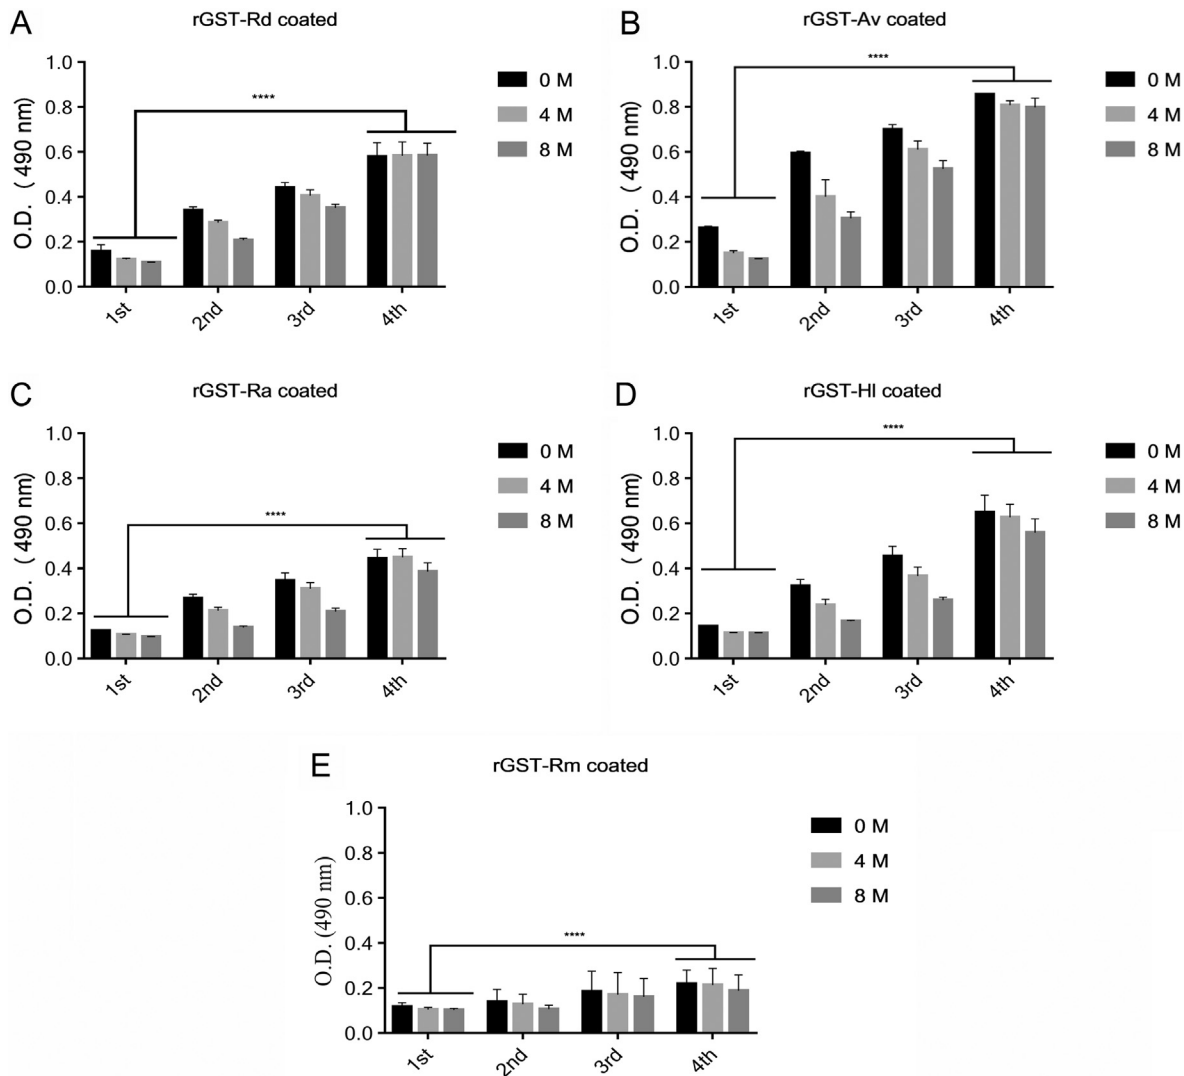 A
rGST-Rd coated
1.0
0.8
0.6
0.4
0.2
0.0
O.D. ( 490 nm)
****
1st
2nd
3rd
4th
0 M
4 M
8 M
B
rGST-Av coated
1.0
0.8
0.6
0.4
0.2
0.0
O.D. ( 490 nm)
****
1st
2nd
3rd
4th
0 M
4 M
8 M
C
rGST-Ra coated
1.0
0.8
0.6
0.4
0.2
0.0
O.D. ( 490 nm)
****
1st
2nd
3rd
4th
0 M
4 M
8 M
D
rGST-Hl coated
1.0
0.8
0.6
0.4
0.2
0.0
O.D. ( 490 nm)
****
1st
2nd
3rd
4th
0 M
4 M
8 M
E
rGST-Rm coated
1.0
0.8
0.6
0.4
0.2
0.0
O.D. (490 nm)
****
1st
2nd
3rd
4th
0 M
4 M
8 M